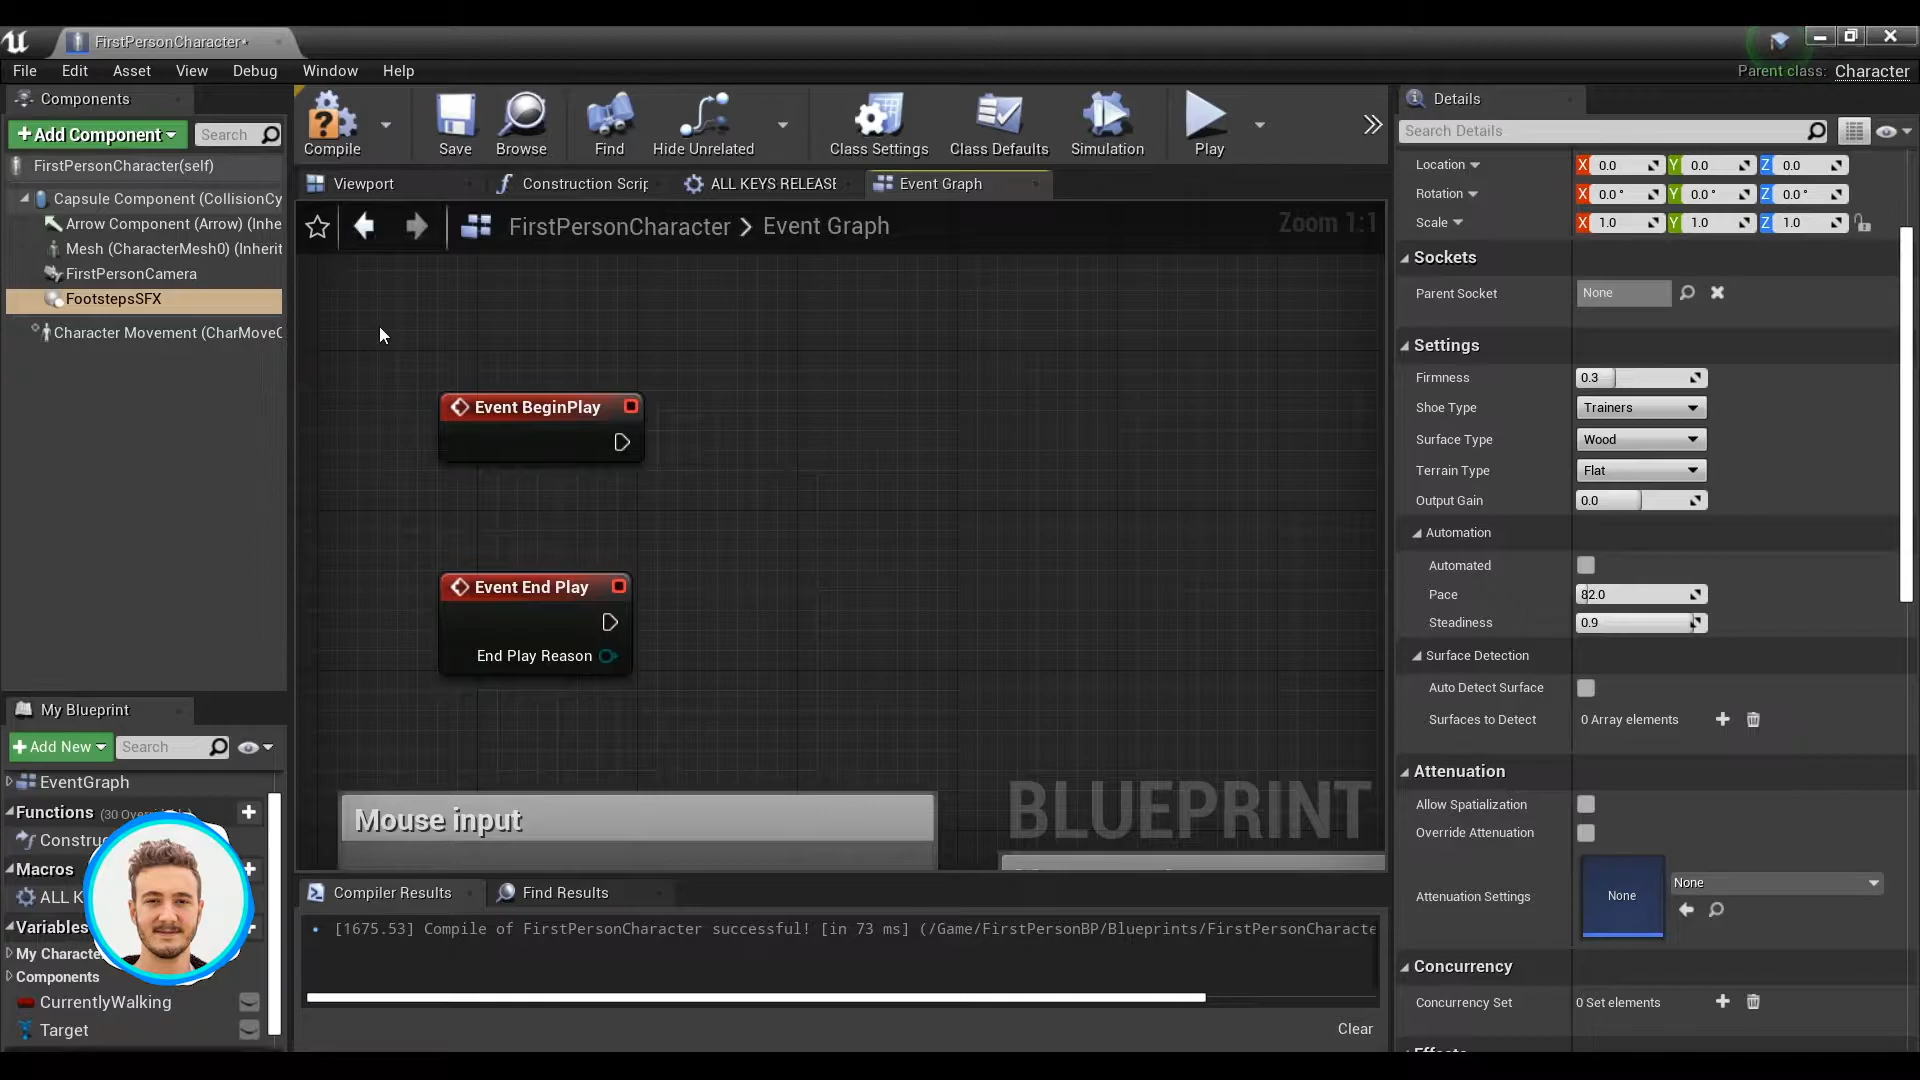 FirstPersonCharacter*
File Edit Asset View Debug Window Help
Parent class: Character
Components
+Add Component
Search
FirstPersonCharacter(self)
Capsule Component (CollisionCy
Arrow Component (Arrow) (Inhe
Mesh (CharacterMesh0) (Inherit
FirstPersonCamera
FootstepsSFX
Character Movement (CharMoveC
My Blueprint
+Add New
Search
EventGraph
Functions
Constru
Macros
ALL K
Variables
My Characte
Components
CurrentlyWalking
Target
Compile Save Browse Find Hide Unrelated Class Settings Class Defaults Simulation Play
Viewport Construction Scrip ALL KEYS RELEASE Event Graph
FirstPersonCharacter > Event Graph
Zoom 1:1
Event BeginPlay
Event End Play
End Play Reason
Mouse input
BLUEPRINT
Compiler Results Find Results
[1675.53] Compile of FirstPersonCharacter successful! [in 73 ms] (/Game/FirstPersonBP/Blueprints/FirstPersonCharacte
Clear
Details
Search Details
Location X 0.0 Y 0.0 Z 0.0
Rotation X 0.0° Y 0.0° Z 0.0°
Scale X 1.0 Y 1.0 Z 1.0
Sockets
Parent Socket None
Settings
Firmness 0.3
Shoe Type Trainers
Surface Type Wood
Terrain Type Flat
Output Gain 0.0
Automation
Automated
Pace 82.0
Steadiness 0.9
Surface Detection
Auto Detect Surface
Surfaces to Detect 0 Array elements
Attenuation
Allow Spatialization
Override Attenuation
Attenuation Settings None None
Concurrency
Concurrency Set 0 Set elements